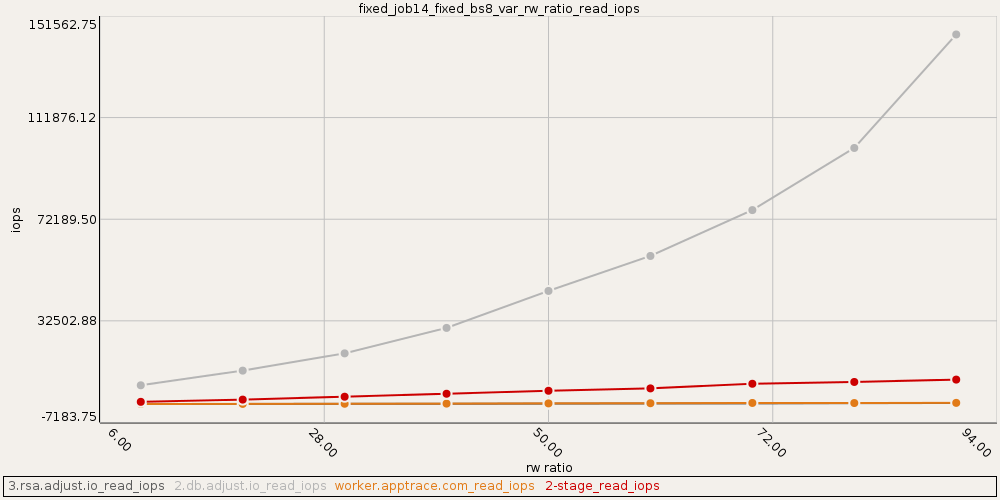 fixed_job14_fixed_bs8_var_rw_ratio_read_iops
151562.75
111876.12
72189.50
32502.88
-7183.75
iops
6.00 28.00 50.00 72.00 94.00
rw ratio
3.rsa.adjust.io_read_iops 2.db.adjust.io_read_iops worker.apptrace.com_read_iops 2-stage_read_iops